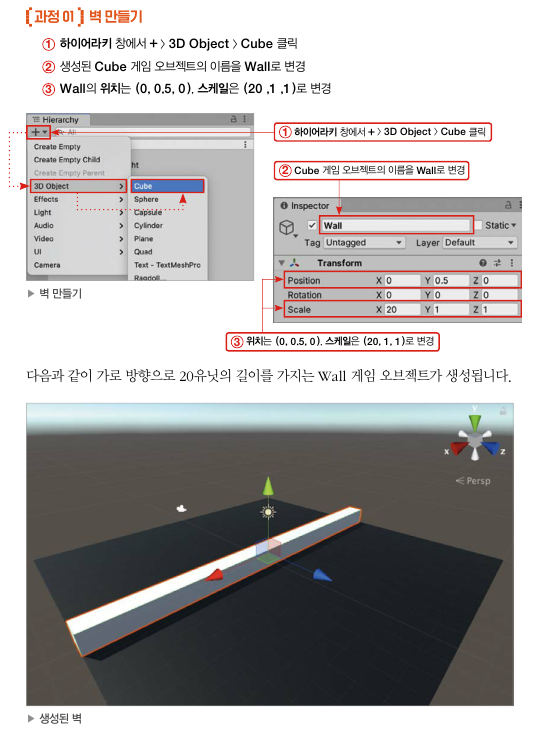 [과정 01] 벽 만들기
① 하이어라키 창에서 + > 3D Object > Cube 클릭
② 생성된 Cube 게임 오브젝트의 이름을 Wall로 변경
③ Wall의 위치는 (0, 0.5, 0), 스케일은 (20 ,1 ,1)로 변경
Hierarchy
+ All
Create Empty
Create Empty Child
Create Empty Parent
ht
3D Object
Effects
Light
Audio
Video
UI
Camera
Cube
Sphere
Capsule
Cylinder
Plane
Quad
Text - TextMeshPro
Ragdoll...
▶ 벽 만들기
① 하이어라키 창에서 + > 3D Object > Cube 클릭
② Cube 게임 오브젝트의 이름을 Wall로 변경
Inspector
Wall Static
Tag Untagged Layer Default
Transform
Position X 0 Y 0.5 Z 0
Rotation X 0 Y 0 Z 0
Scale X 20 Y 1 Z 1
③ 위치는 (0, 0.5, 0), 스케일은 (20, 1, 1)로 변경
다음과 같이 가로 방향으로 20유닛의 길이를 가지는 Wall 게임 오브젝트가 생성됩니다.
y
x z
Persp
▶ 생성된 벽